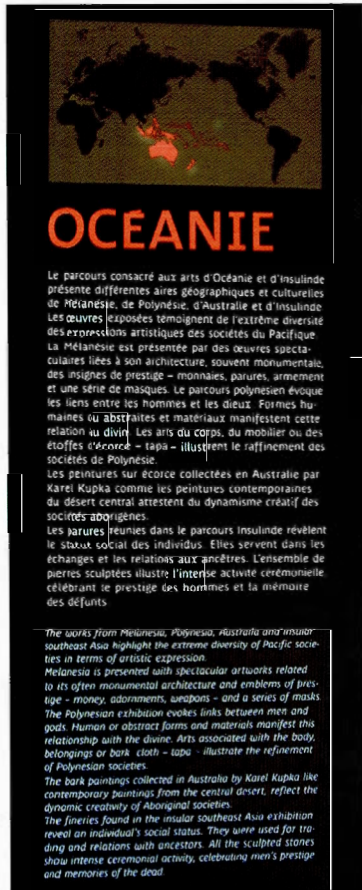 OCÉANIE
Le parcours consacré aux arts d'Océanie et d'Insulinde
présente différentes aires géographiques et culturelles
de Mélanésie, de Polynésie, d'Australie et d'Insulinde
Les œuvres exposées témoignent de l'extrême diversité
des expressions artistiques des sociétés du Pacifique.
La Mélanésie est présentée par des œuvres specta-
culaires liées à son architecture, souvent monumentale,
des insignes de prestige – monnaies, parures, armement
et une série de masques. Le parcours polynésien évoque
les liens entre les hommes et les dieux. Formes hu-
maines ou abstraites et matériaux manifestent cette
relation au divin. Les arts du corps, du mobilier ou des
étoffes d'écorce – tapa – illustrent le raffinement des
sociétés de Polynésie.
Les peintures sur écorce collectées en Australie par
Karel Kupka comme les peintures contemporaines
du désert central attestent du dynamisme créatif des
sociétés aborigènes.
Les parures réunies dans le parcours Insulinde révèlent
le statut social des individus. Elles servent dans les
échanges et les relations aux ancêtres. L'ensemble de
pierres sculptées illustre l'intense activité cérémonielle
célébrant le prestige des hommes et la mémoire
des défunts
The works from Melanesia, Polynesia, Australia and insular
southeast Asia highlight the extreme diversity of Pacific socie-
ties in terms of artistic expression.
Melanesia is presented with spectacular artworks related
to its often monumental architecture and emblems of pres-
tige – money, adornments, weapons – and a series of masks.
The Polynesian exhibition evokes links between men and
gods. Human or abstract forms and materials manifest this
relationship with the divine. Arts associated with the body,
belongings or bark cloth – tapa – illustrate the refinement
of Polynesian societies.
The bark paintings collected in Australia by Karel Kupka like
contemporary paintings from the central desert, reflect the
dynamic creativity of Aboriginal societies.
The fineries found in the insular southeast Asia exhibition
reveal an individual's social status. They were used for tra-
ding and relations with ancestors. All the sculpted stones
show intense ceremonial activity, celebrating men's prestige
and memories of the dead.